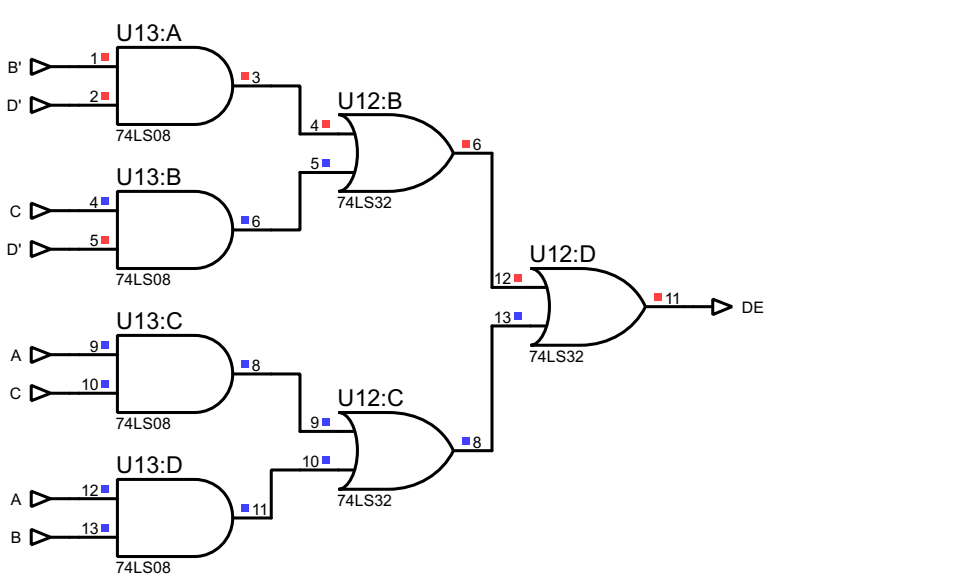 U13:A
B' 1
3
D' 2
74LS08
U12:B
4
6
5
74LS32
U13:B
C 4
6
D' 5
74LS08
U12:D
12
11 DE
13
74LS32
U13:C
A 9
8
C 10
74LS08
U12:C
9
8
10
74LS32
U13:D
A 12
11
B 13
74LS08